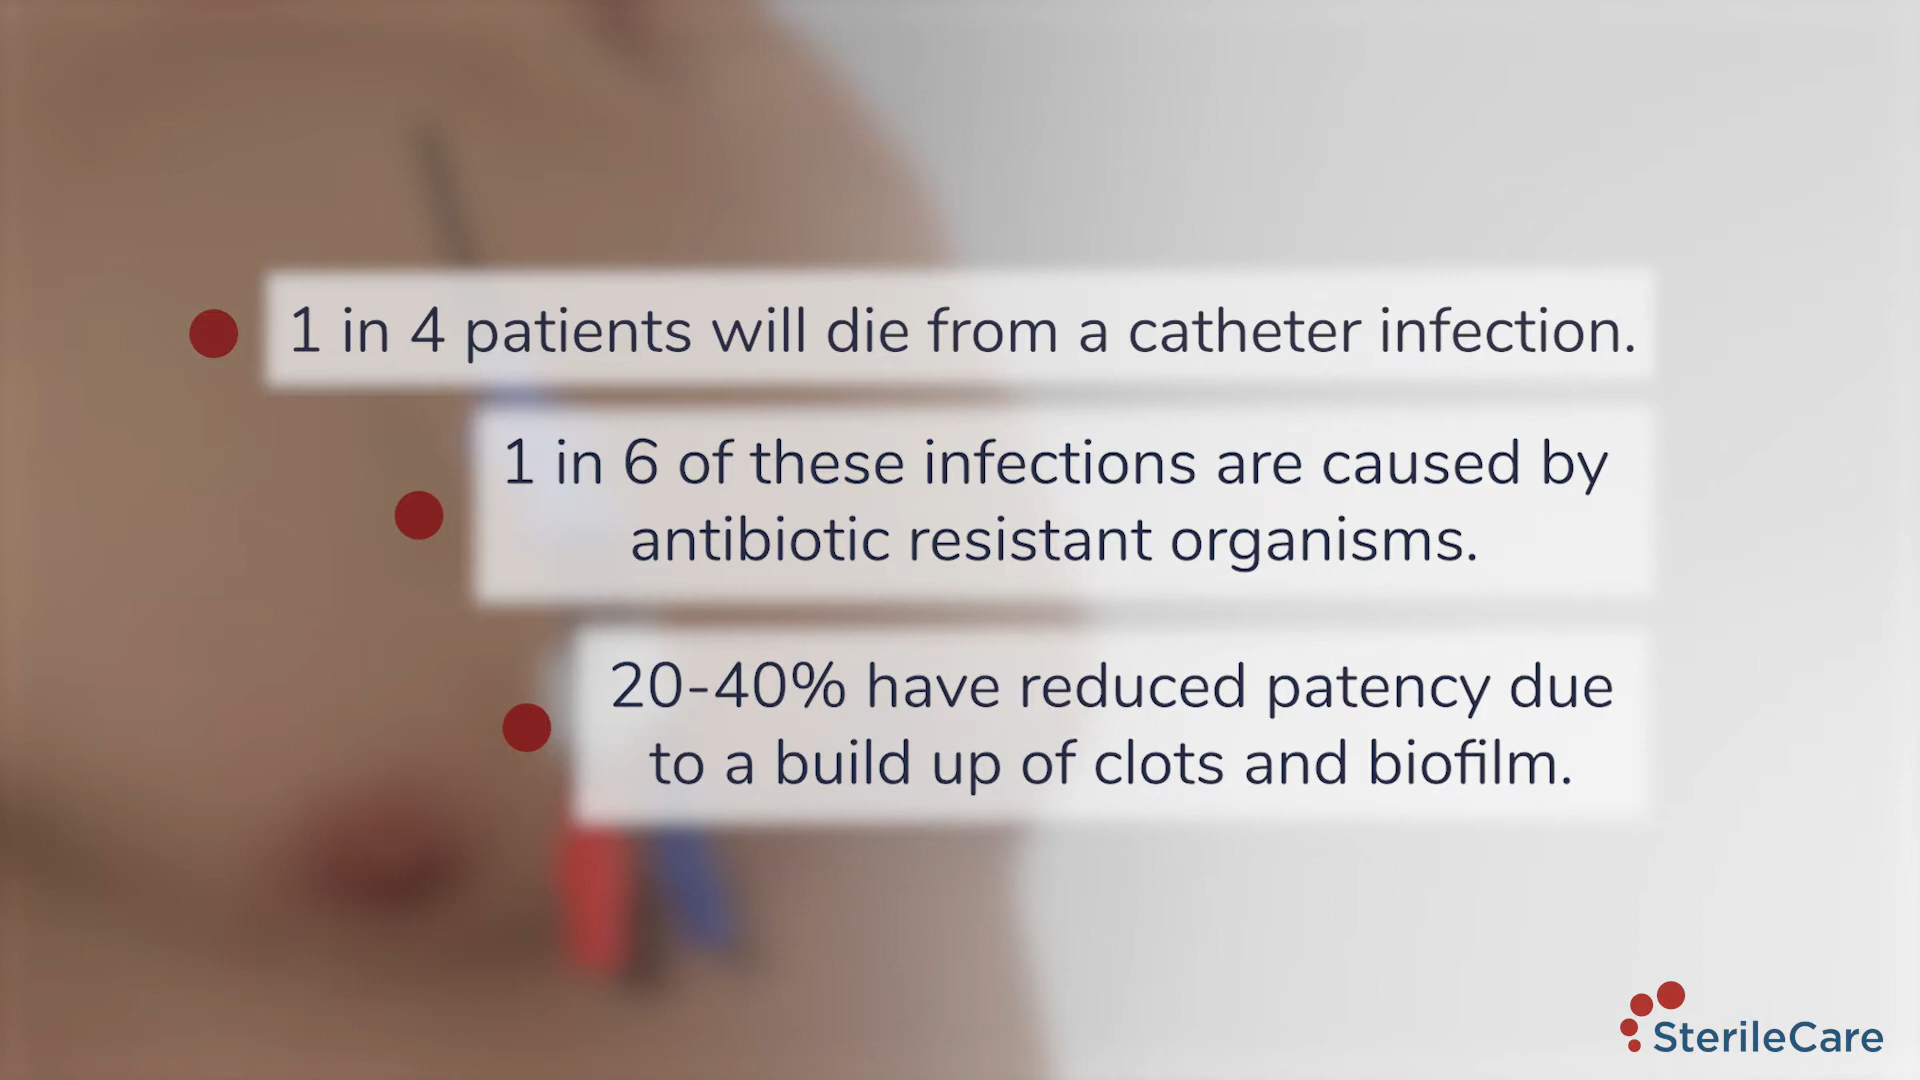 1 in 4 patients will die from a catheter infection.
1 in 6 of these infections are caused by
antibiotic resistant organisms.
20-40% have reduced patency due
to a build up of clots and biofilm.
SterileCare